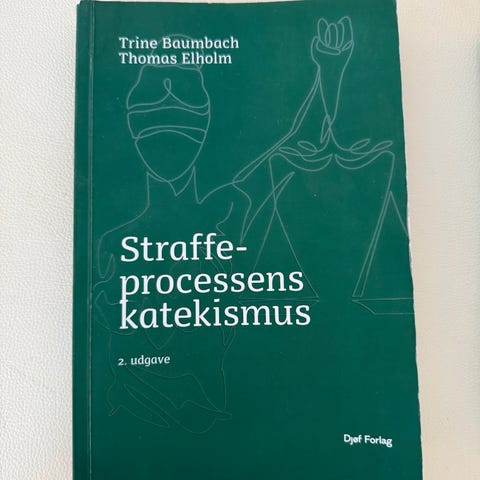 Trine Baumbach
Thomas Elholm
Straffe-
processens
katekismus
2. udgave
Djøf Forlag